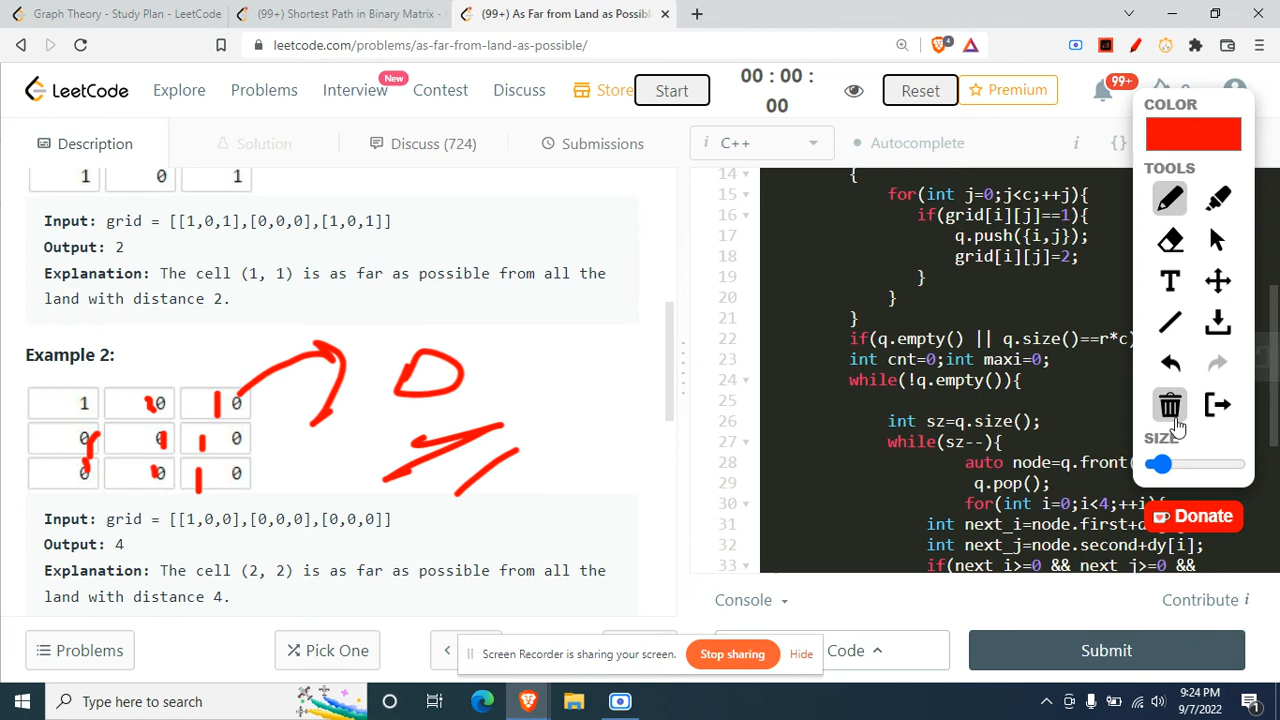 Graph Theory - Study Plan - LeetCode
(99+) Shortest Path in Binary Matrix -
(99+) As Far from Land as Possible
leetcode.com/problems/as-far-from-land-as-possible/
4
LeetCode
Explore
Problems
Interview
New
Contest
Discuss
Store
Start
00 : 00 :
00
Reset
Premium
99+
0
Description
Solution
Discuss (724)
Submissions
i C++
Autocomplete
i {}
1 0 1
Input: grid = [[1,0,1],[0,0,0],[1,0,1]]
Output: 2
Explanation: The cell (1, 1) is as far as possible from all the
land with distance 2.
Example 2:
1 0 0
0 0 0
0 0 0
Input: grid = [[1,0,0],[0,0,0],[0,0,0]]
Output: 4
Explanation: The cell (2, 2) is as far as possible from all the
land with distance 4.
14 {
15 for(int j=0;j<c;++j){
16 if(grid[i][j]==1){
17 q.push({i,j});
18 grid[i][j]=2;
19 }
20 }
21 }
22 if(q.empty() || q.size()==r*c)
23 int cnt=0;int maxi=0;
24 while(!q.empty()){
25
26 int sz=q.size();
27 while(sz--){
28 auto node=q.front(
29 q.pop();
30 for(int i=0;i<4;++i){
31 int next_i=node.first+d
32 int next_j=node.second+dy[i];
33 if(next_i>=0 && next_j>=0 &&
COLOR
TOOLS
T
SIZE
Donate
Console
Contribute i
Problems
Pick One
Screen Recorder is sharing your screen.
Stop sharing
Hide
Code
Submit
Type here to search
9:24 PM
9/7/2022
1